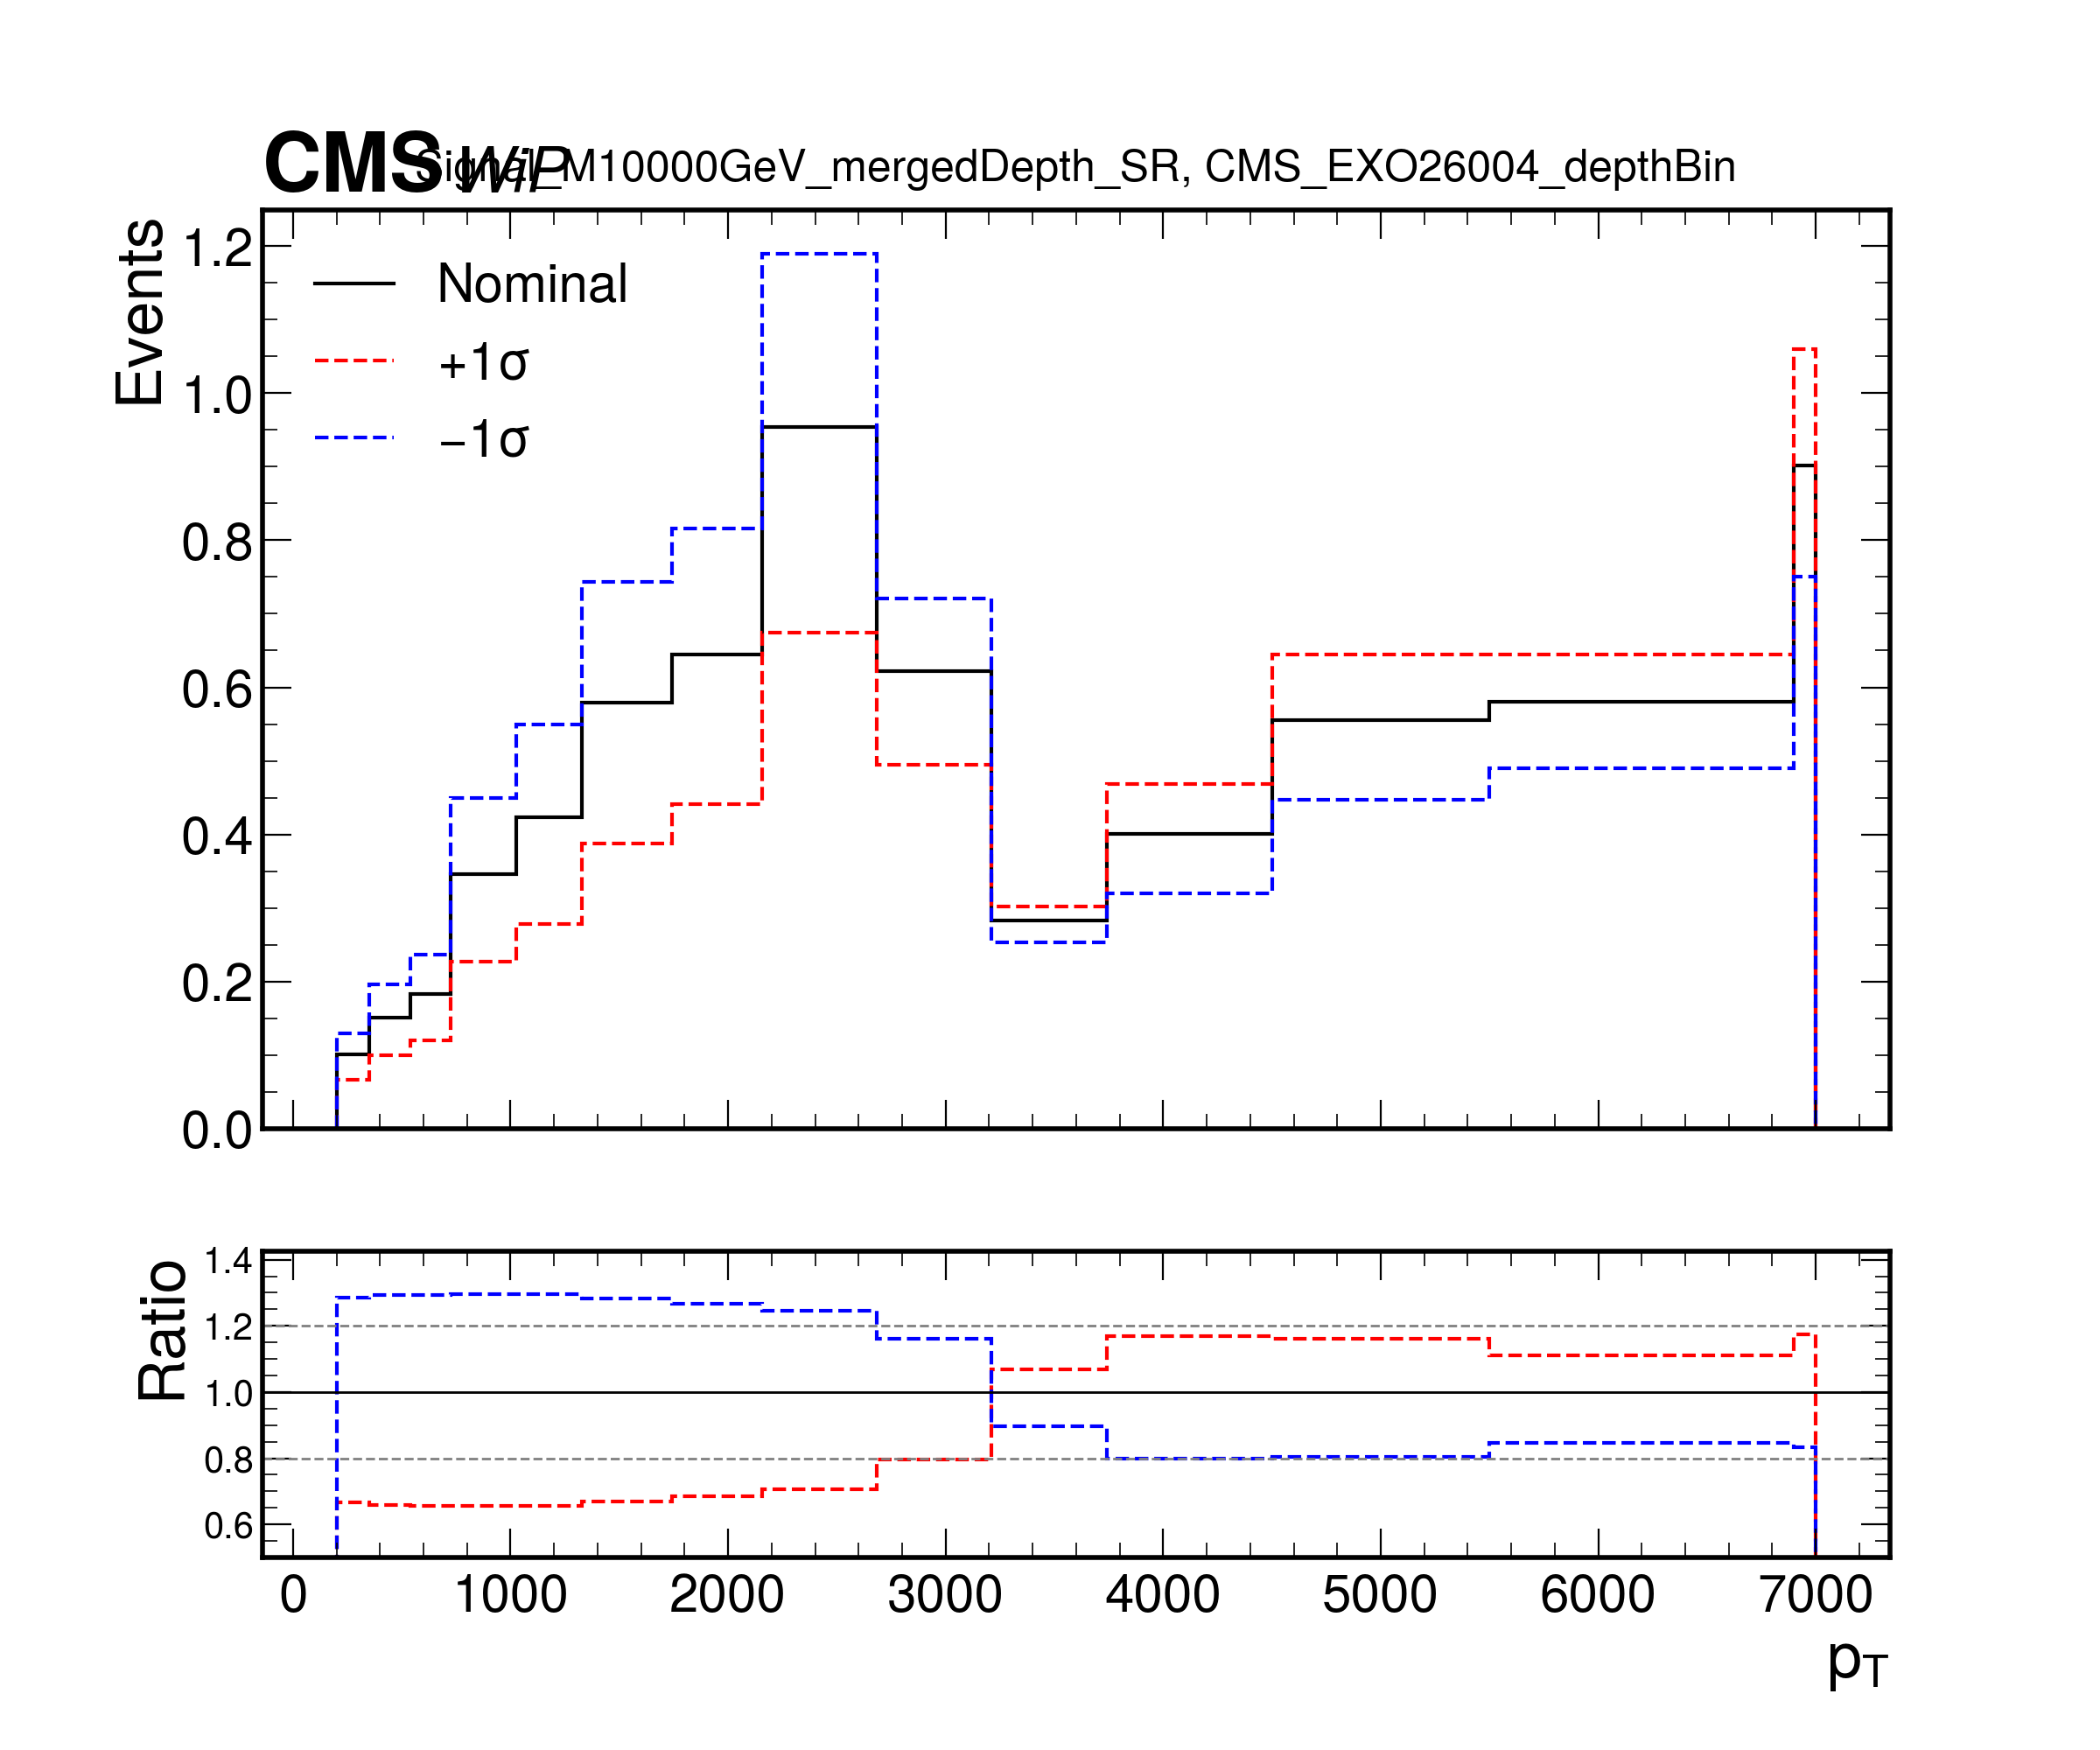 CMS WiP
Signal_M10000GeV_mergedDepth_SR, CMS_EXO26004_depthBin
Events
1.2
1.0
0.8
0.6
0.4
0.2
0.0
Nominal
+1σ
−1σ
Ratio
1.4
1.2
1.0
0.8
0.6
0 1000 2000 3000 4000 5000 6000 7000
pT